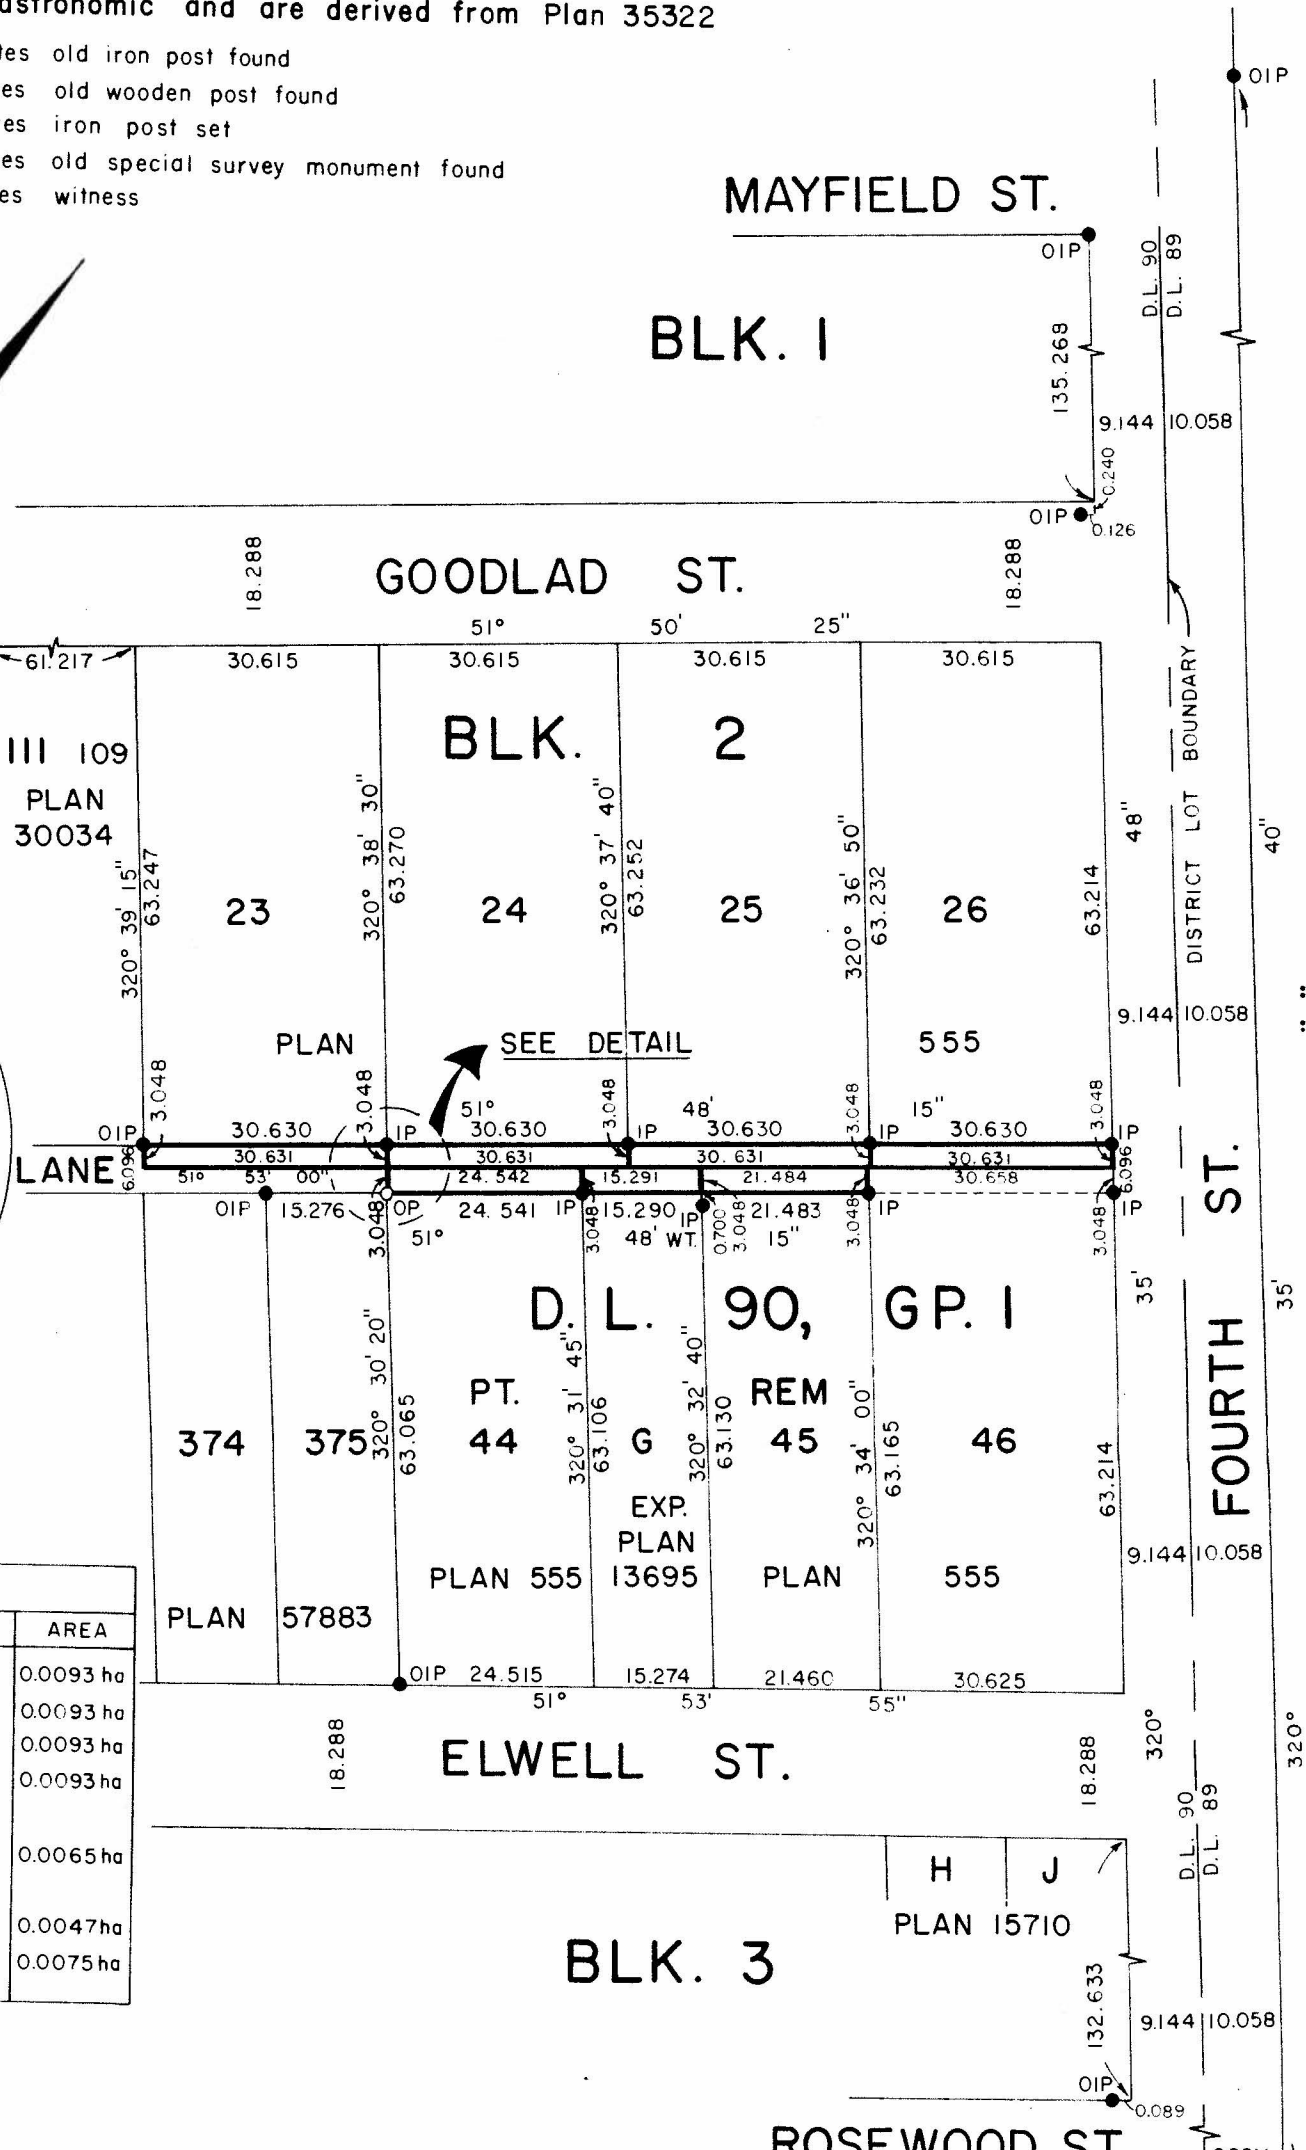 astronomic and are derived from Plan 35322
tes old iron post found
es old wooden post found
es iron post set
es old special survey monument found
es witness
OIP
MAYFIELD ST.
OIP
D.L. 90
D.L. 89
BLK. 1
135.268
9.144 10.058
0.240
OIP
0.126
18.288
GOODLAD ST.
18.288
51° 50' 25"
61.217 30.615 30.615 30.615 30.615
DISTRICT LOT BOUNDARY
BLK. 2
III 109
PLAN
30034
320° 39' 15"
63.247
320° 38' 30"
63.270
320° 37' 40"
63.252
320° 36' 50"
63.232
63.214
48"
40"
23 24 25 26
9.144 10.058
PLAN SEE DETAIL 555
3.048 3.048 3.048 3.048 3.048
51° 48' 15"
OIP 30.630 IP 30.630 IP 30.630 IP 30.630 IP
30.631 30.631 30.631 30.631
LANE 6.096 51° 53' 00" 24.542 15.291 21.484 30.658 6.096
OIP 15.276 OP 24.541 IP 15.290 IP 21.483 IP IP
3.048 51° 3.048 48' WT. 0.700 3.048 15" 3.048 3.048
FOURTH ST.
D.L. 90, GP. 1
35' 35'
320° 30' 20"
63.065
320° 31' 45"
63.106
320° 32' 40"
63.130
320° 34' 00"
63.165
63.214
PT. REM
374 375 44 G 45 46
EXP.
PLAN
9.144 10.058
PLAN 555 13695 PLAN 555
PLAN 57883
AREA
0.0093 ha
0.0093 ha
0.0093 ha
0.0093 ha
0.0065 ha
0.0047 ha
0.0075 ha
OIP 24.515 15.274 21.460 30.625
51° 53' 55"
320° 320°
18.288
ELWELL ST.
18.288
D.L. 90
D.L. 89
H J
PLAN 15710
BLK. 3
132.633
9.144 10.058
OIP
0.089
ROSEWOOD ST.